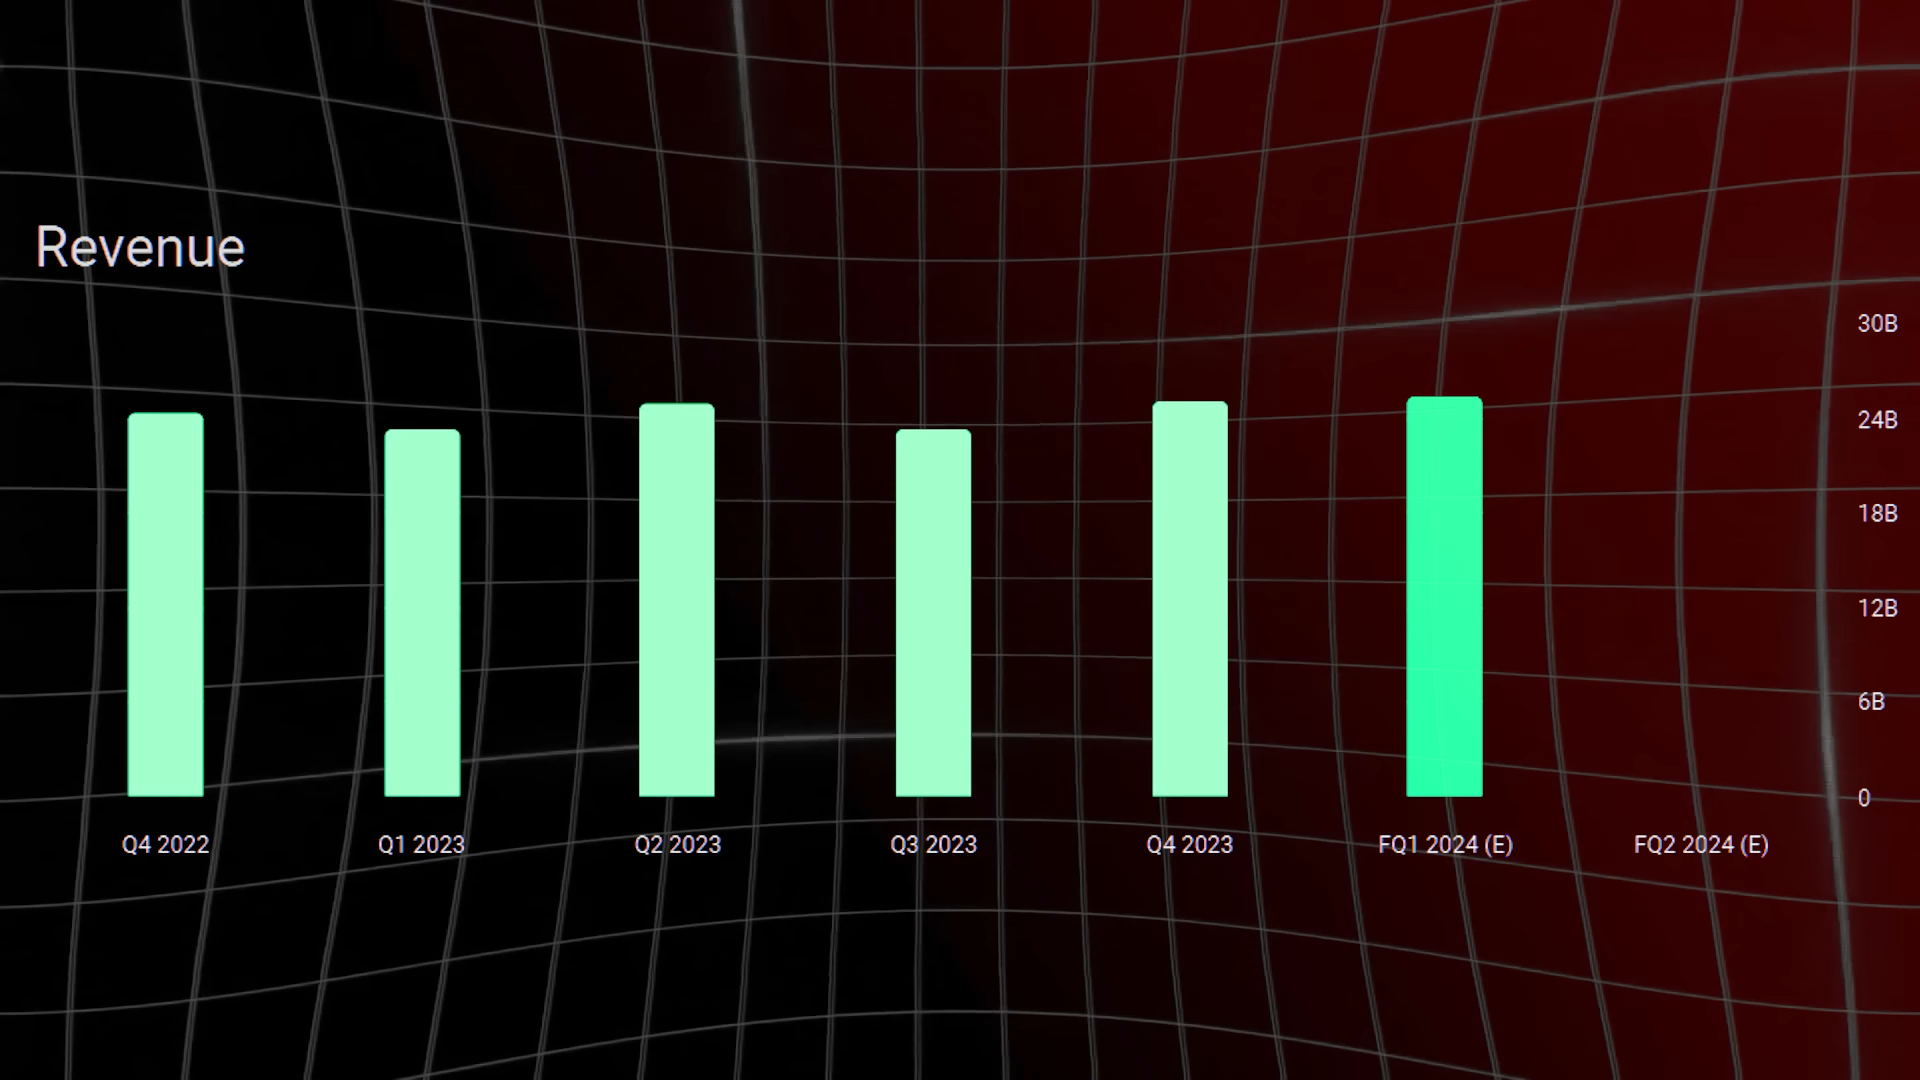 Revenue
30B
24B
18B
12B
6B
0
Q4 2022
Q1 2023
Q2 2023
Q3 2023
Q4 2023
FQ1 2024 (E)
FQ2 2024 (E)